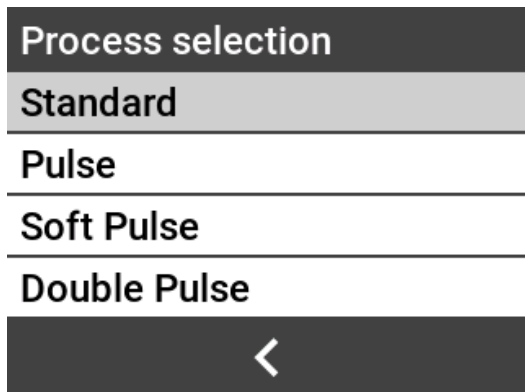 Process selection
Standard
Pulse
Soft Pulse
Double Pulse